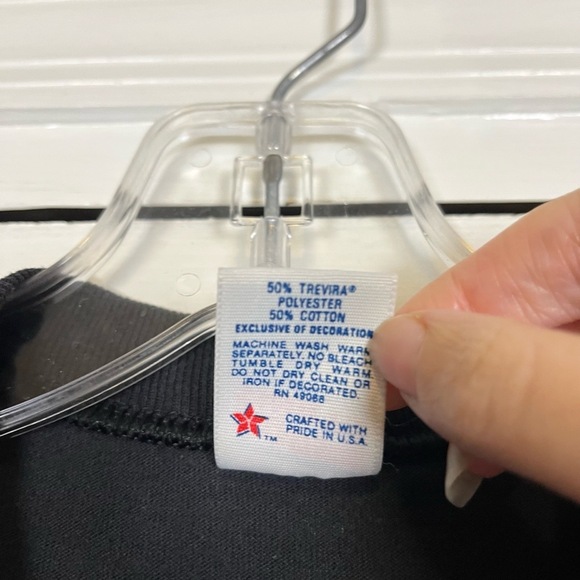 50% TREVIRA®
POLYESTER
50% COTTON
EXCLUSIVE OF DECORATION
MACHINE WASH WARM
SEPARATELY. NO BLEACH
TUMBLE DRY WARM
DO NOT DRY CLEAN OR
IRON IF DECORATED.
RN 49068
CRAFTED WITH
PRIDE IN U.S.A.
TM